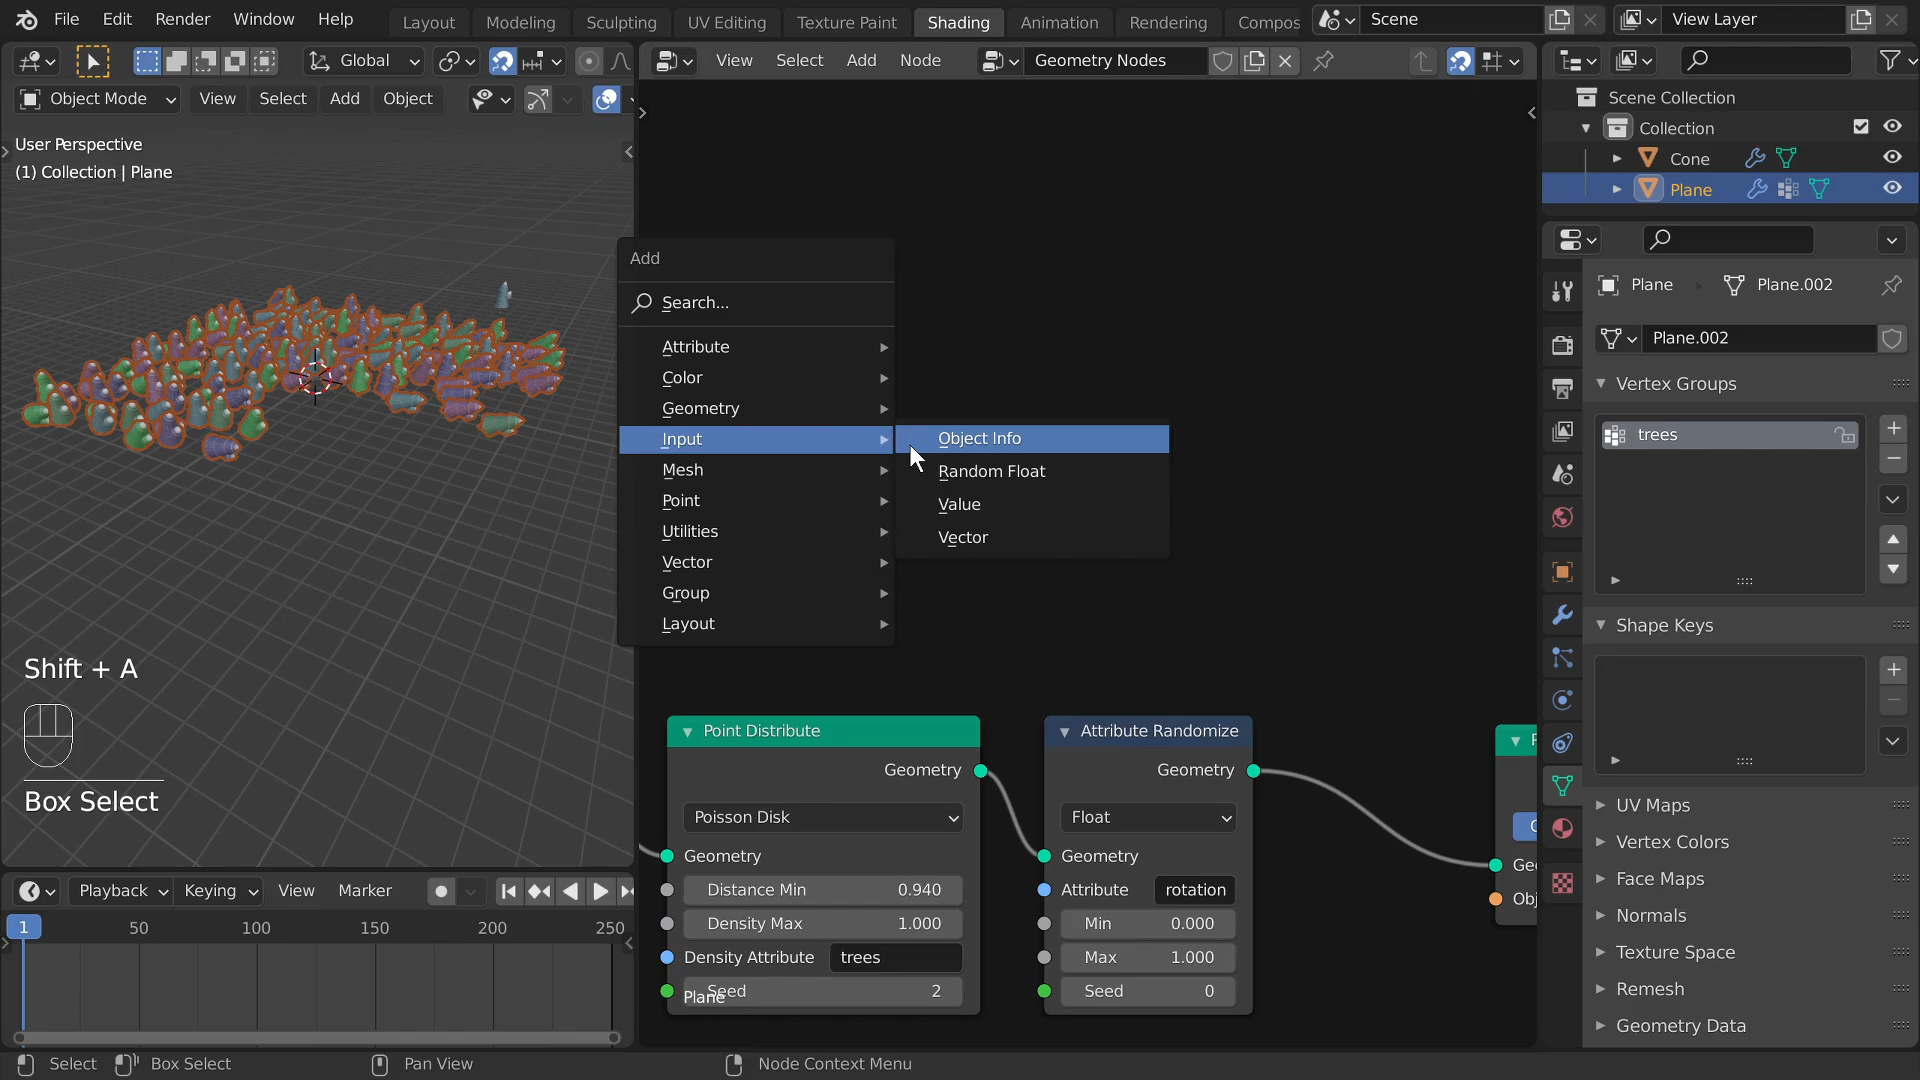 File Edit Render Window Help Layout Modeling Sculpting UV Editing Texture Paint Shading Animation Rendering Compos Scene View Layer
Global View Select Add Node Geometry Nodes
Object Mode View Select Add Object
User Perspective
(1) Collection | Plane
Scene Collection
Collection
Cone
Plane
Plane Plane.002
Plane.002
Vertex Groups
trees
Shape Keys
UV Maps
Vertex Colors
Face Maps
Normals
Texture Space
Remesh
Geometry Data
Add
Search...
Attribute
Color
Geometry
Input
Mesh
Point
Utilities
Vector
Group
Layout
Object Info
Random Float
Value
Vector
Shift + A
Box Select
Point Distribute
Geometry
Poisson Disk
Geometry
Distance Min 0.940
Density Max 1.000
Density Attribute trees
Seed 2
Plane
Attribute Randomize
Geometry
Float
Geometry
Attribute rotation
Min 0.000
Max 1.000
Seed 0
Playback Keying View Marker
1 50 100 150 200 250
Select Box Select Pan View Node Context Menu